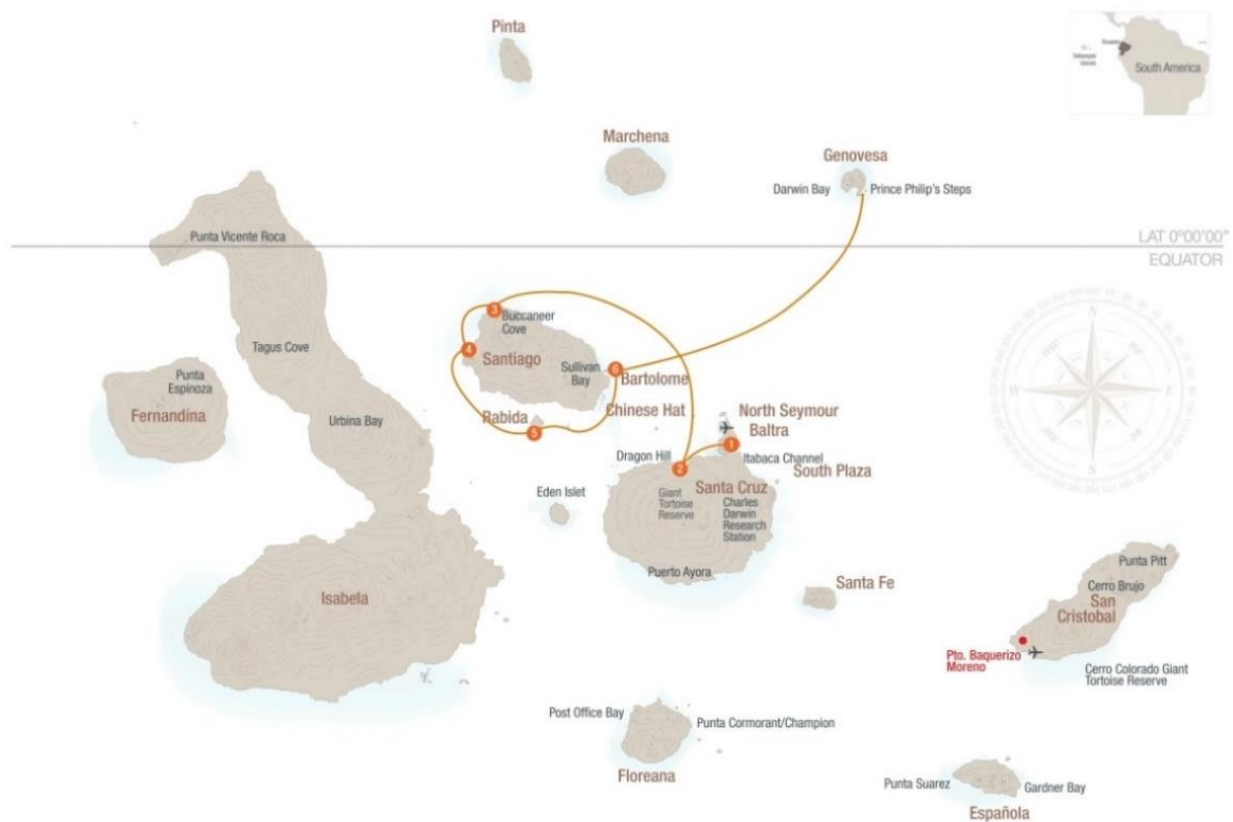 Pinta
Marchena
Genovesa
Darwin Bay
Prince Philip's Steps
Ecuador
South America
LAT 0º00'00"
EQUATOR
Punta Vicente Roca
Tagus Cove
Punta
Espinoza
Fernandina
Urbina Bay
Isabela
3
Buccaneer
Cove
4
Santiago
Sullivan
Bay
6
Bartolome
Chinese Hat
Rabida
5
North Seymour
Baltra
1
Itabaca Channel
South Plaza
Dragon Hill
2
Santa Cruz
Giant
Tortoise
Reserve
Charles
Darwin
Research
Station
Eden Islet
Puerto Ayora
Santa Fe
N
W
E
S
Punta Pitt
Cerro Brujo
San
Cristobal
Pto. Baquerizo
Moreno
Cerro Colorado Giant
Tortoise Reserve
Post Office Bay
Punta Cormorant/Champion
Floreana
Punta Suarez
Gardner Bay
Española